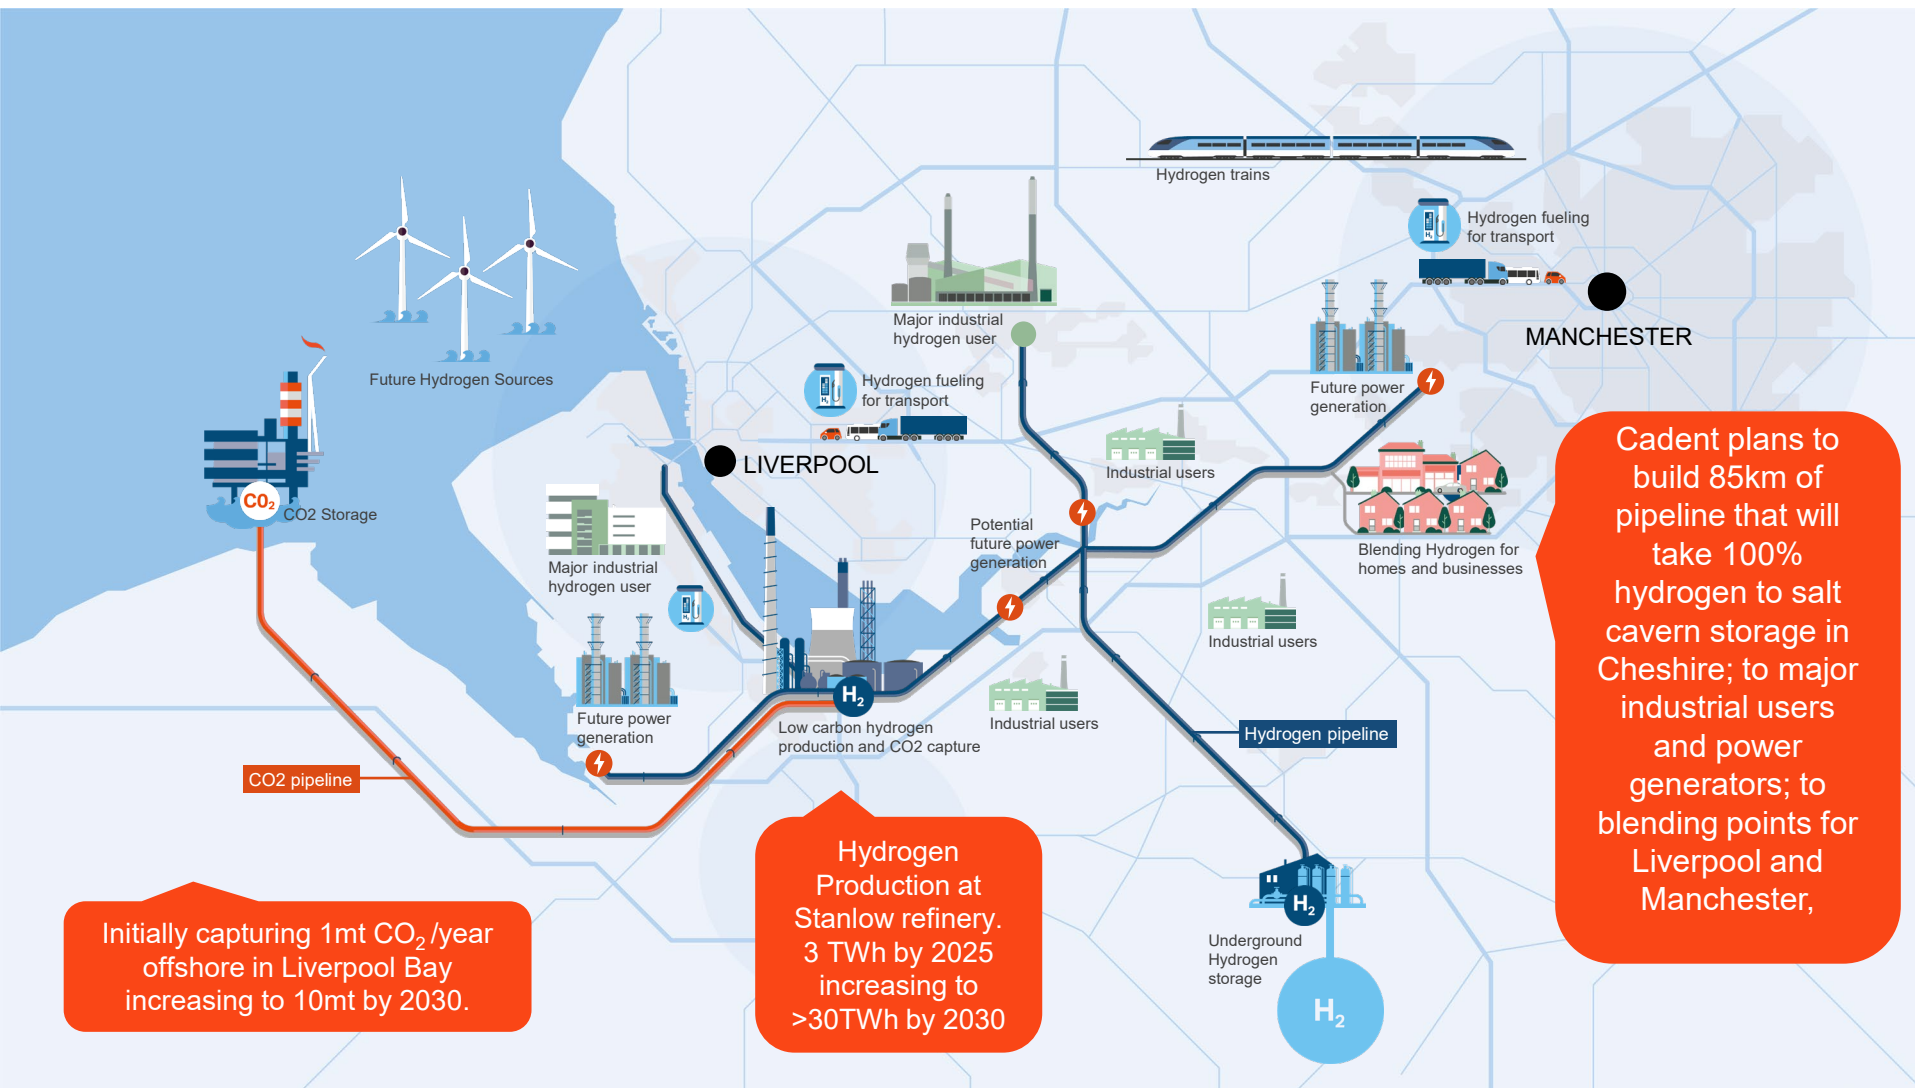 Hydrogen trains
Hydrogen fueling
for transport
H₂
MANCHESTER
Major industrial
hydrogen user
Future Hydrogen Sources
Hydrogen fueling
for transport
H₂
Future power
generation
LIVERPOOL
Industrial users
CO₂
CO2 Storage
Potential
future power
generation
Blending Hydrogen for
homes and businesses
Major industrial
hydrogen user
H₂
Industrial users
Future power
generation
H₂
Low carbon hydrogen
production and CO2 capture
Industrial users
Hydrogen pipeline
CO2 pipeline
Cadent plans to
build 85km of
pipeline that will
take 100%
hydrogen to salt
cavern storage in
Cheshire; to major
industrial users
and power
generators; to
blending points for
Liverpool and
Manchester,
Initially capturing 1mt CO₂ /year
offshore in Liverpool Bay
increasing to 10mt by 2030.
Hydrogen
Production at
Stanlow refinery.
3 TWh by 2025
increasing to
>30TWh by 2030
H₂
Underground
Hydrogen
storage
H₂